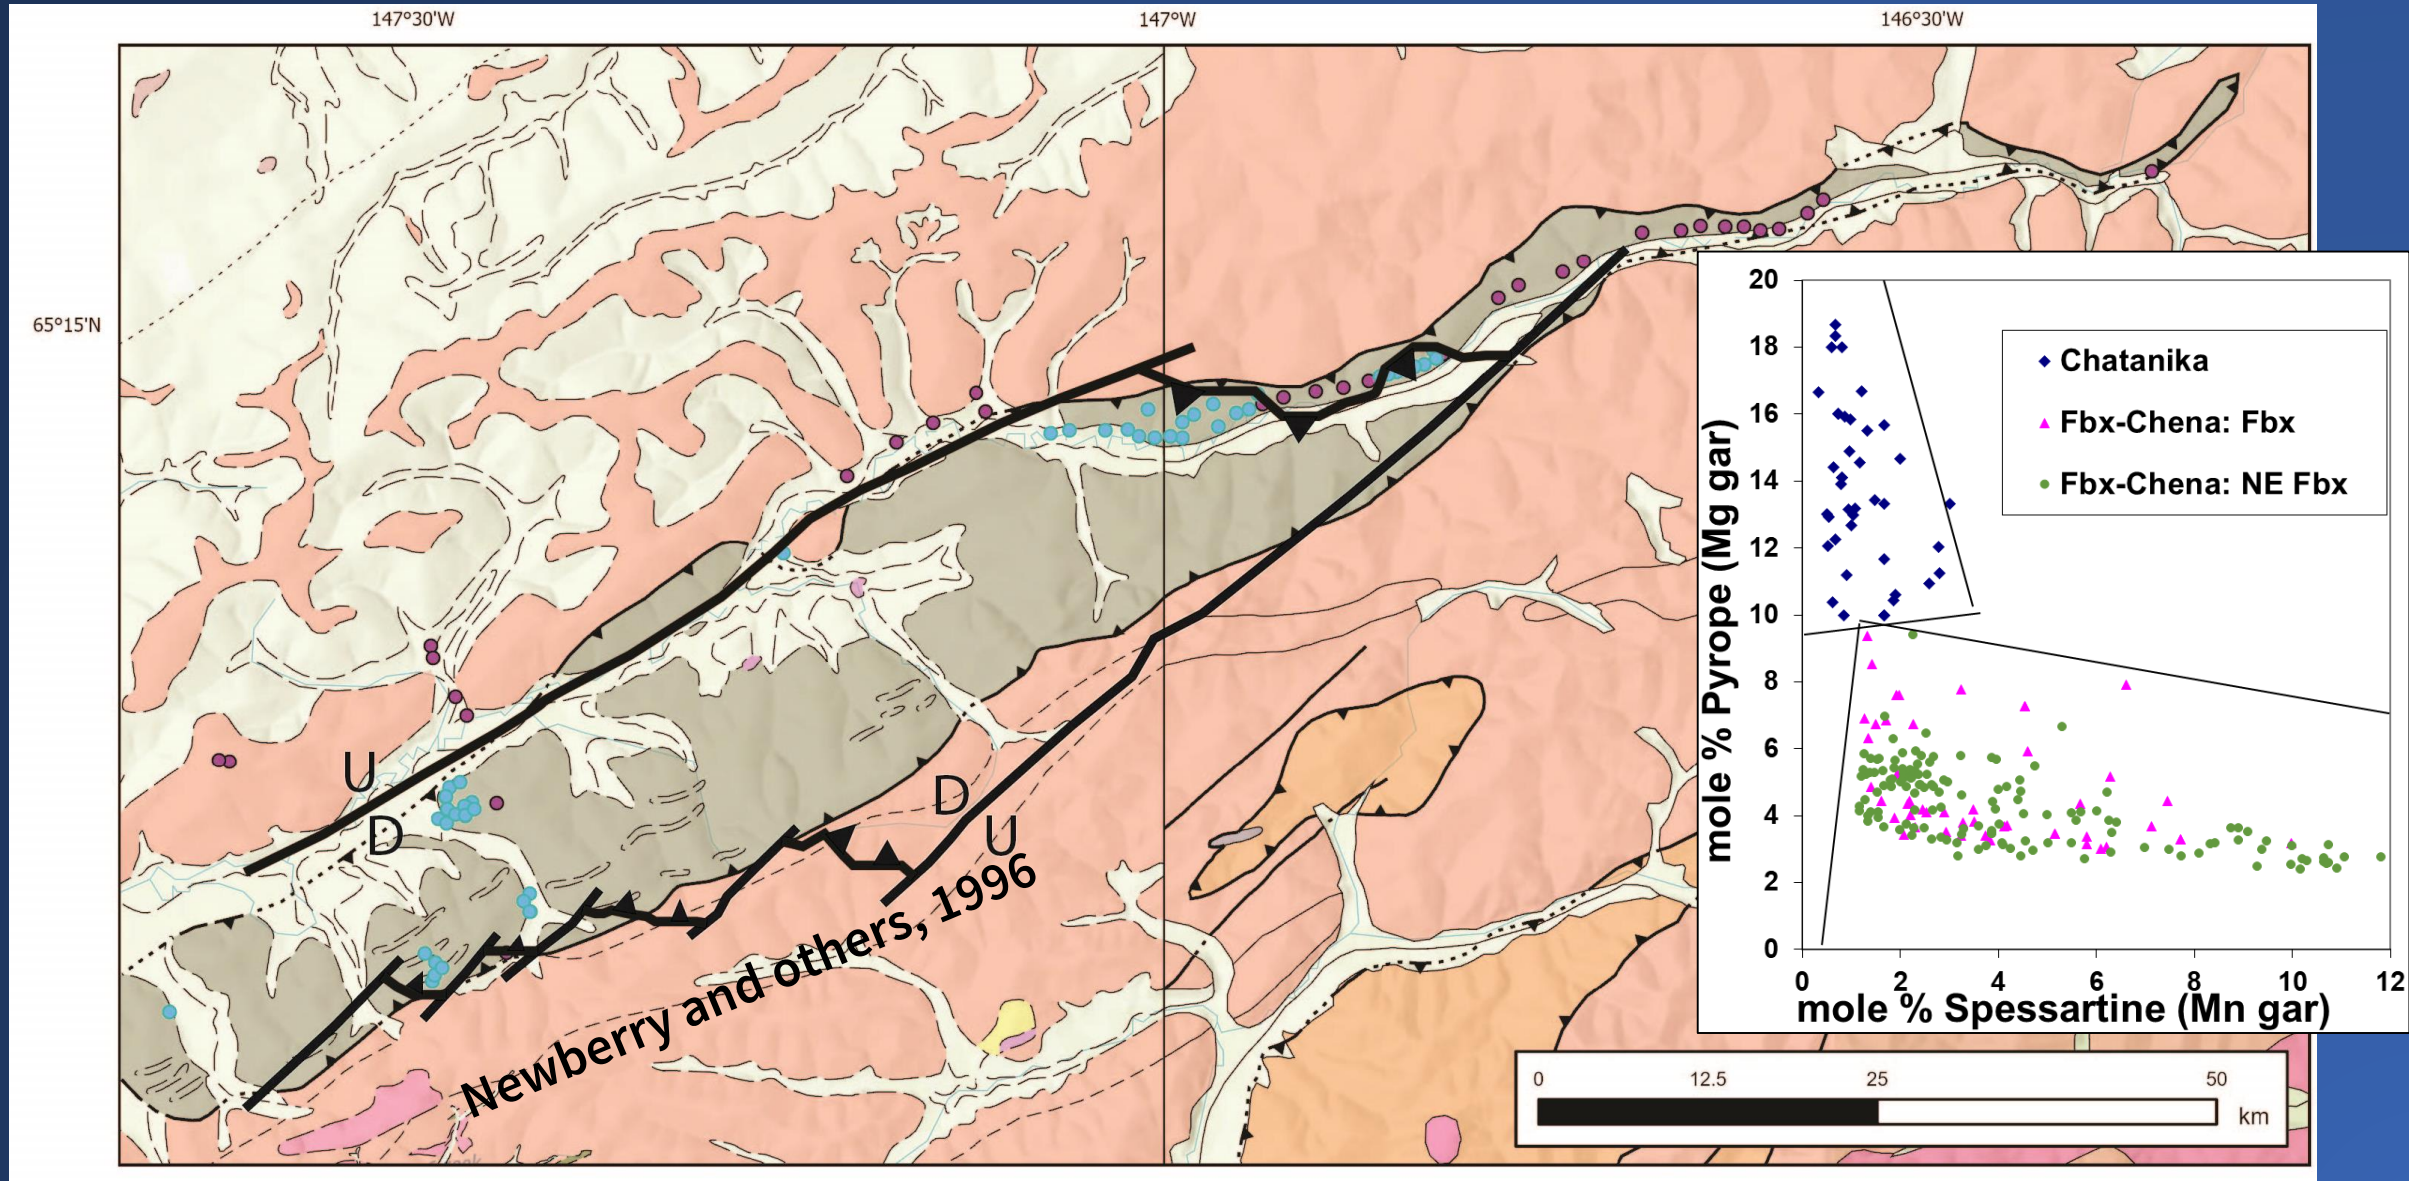 147°30'W
147°W
146°30'W
65°15'N
U
D
D
U
Newberry and others, 1996
20
18
16
14
12
10
8
6
4
2
0
mole % Pyrope (Mg gar)
Chatanika
Fbx-Chena: Fbx
Fbx-Chena: NE Fbx
0 2 4 6 8 10 12
mole % Spessartine (Mn gar)
0 12.5 25 50
km